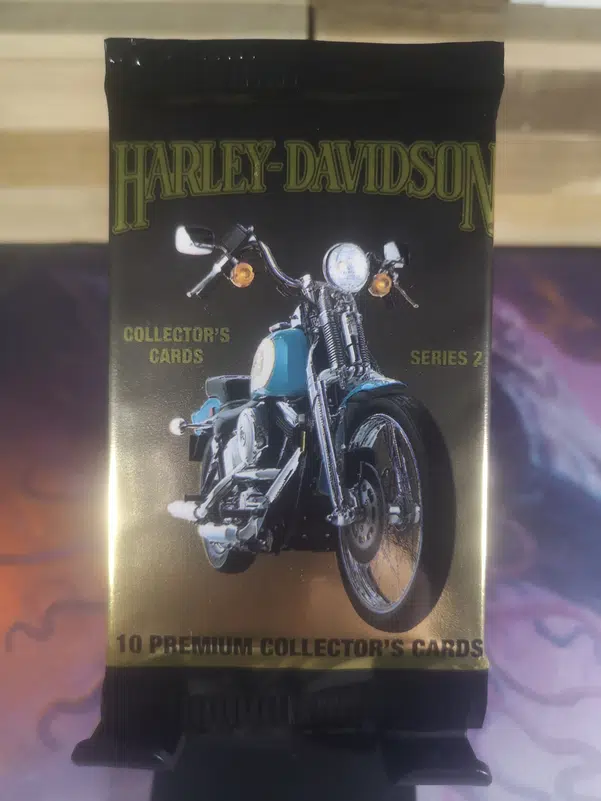 HARLEY-DAVIDSON
COLLECTOR'S
CARDS
SERIES 2
10 PREMIUM COLLECTOR'S CARDS